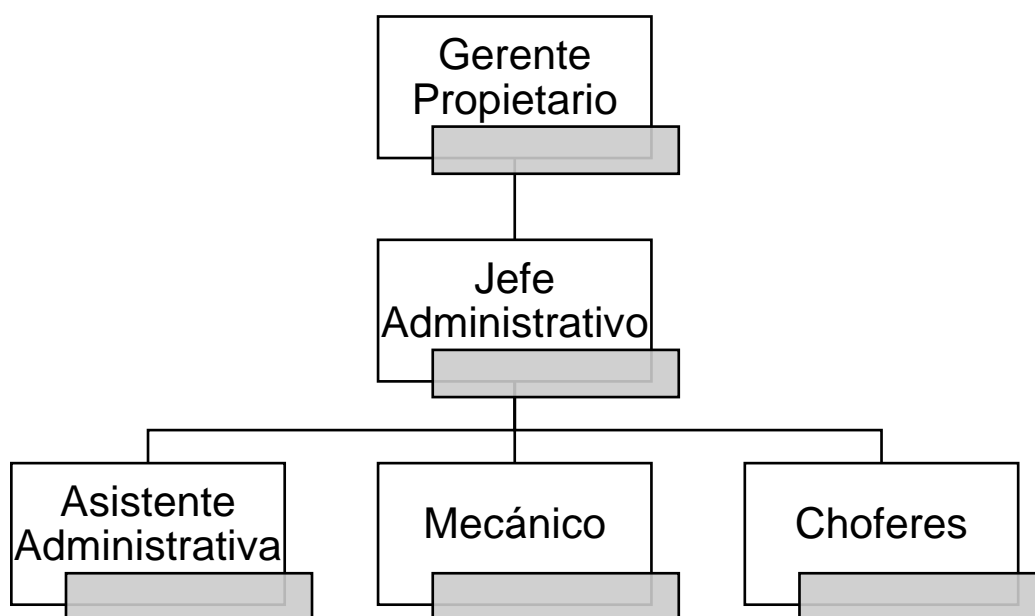 Gerente
Propietario
Jefe
Administrativo
Asistente
Administrativa
Mecánico
Choferes